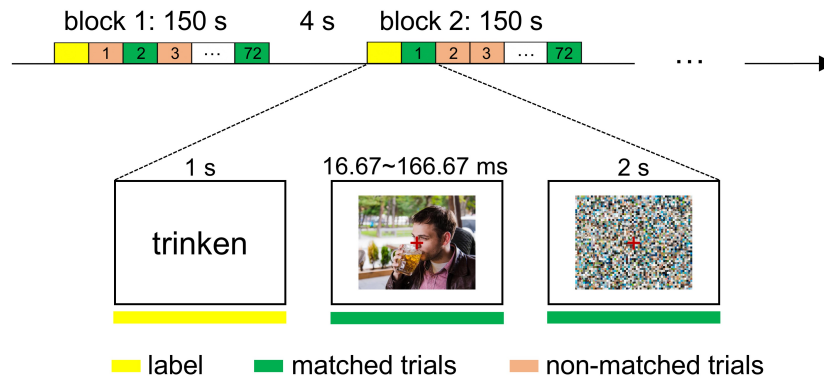 block 1: 150 s 4 s block 2: 150 s
1 2 3 ... 72 1 2 3 ... 72 ...
1 s 16.67~166.67 ms 2 s
trinken
label matched trials non-matched trials